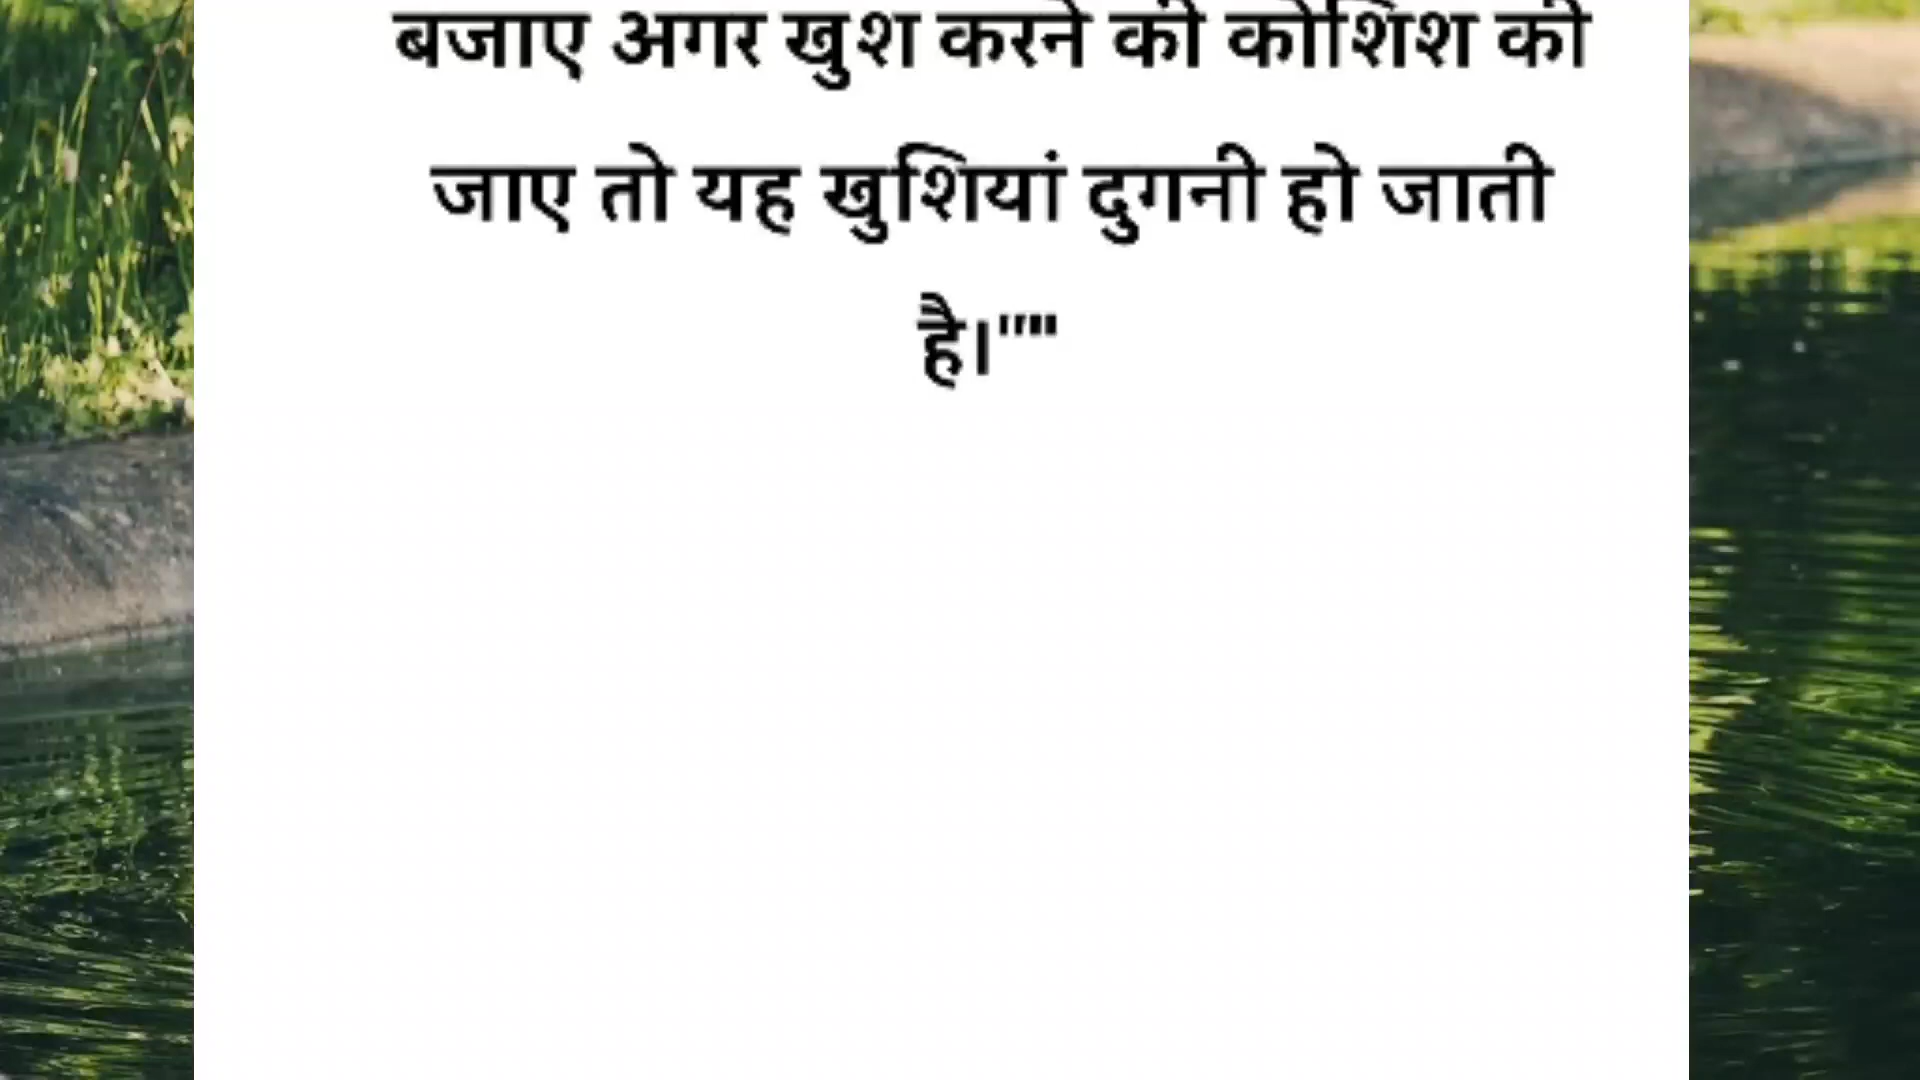 बजाए अगर खुश करने की कोशिश की
जाए तो यह खुशियां दुगनी हो जाती
है।""